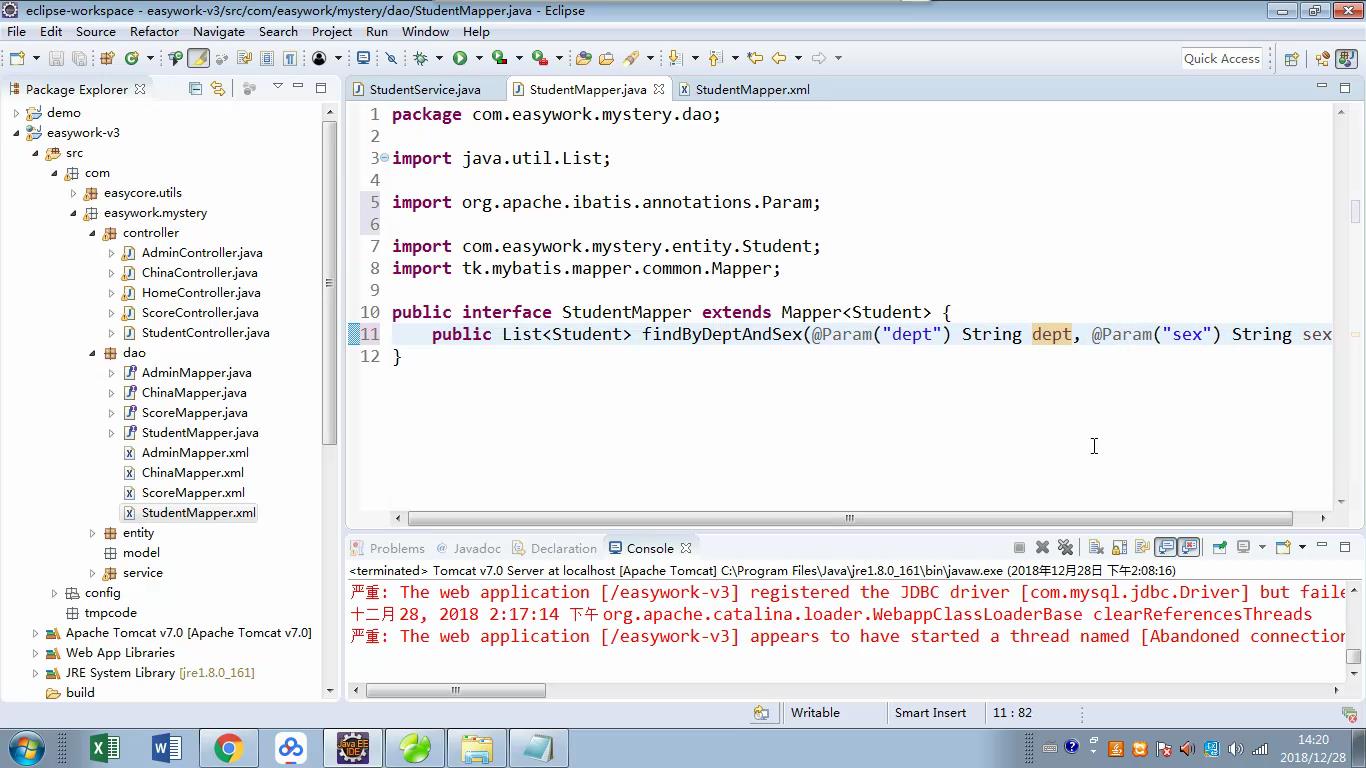 eclipse-workspace - easywork-v3/src/com/easywork/mystery/dao/StudentMapper.java - Eclipse
File Edit Source Refactor Navigate Search Project Run Window Help
Quick Access
Package Explorer
demo
easywork-v3
src
com
easycore.utils
easywork.mystery
controller
AdminController.java
ChinaController.java
HomeController.java
ScoreController.java
StudentController.java
dao
AdminMapper.java
ChinaMapper.java
ScoreMapper.java
StudentMapper.java
AdminMapper.xml
ChinaMapper.xml
ScoreMapper.xml
StudentMapper.xml
entity
model
service
config
tmpcode
Apache Tomcat v7.0 [Apache Tomcat v7.0]
Web App Libraries
JRE System Library [jre1.8.0_161]
build
StudentService.java StudentMapper.java StudentMapper.xml
1 package com.easywork.mystery.dao;
2
3 import java.util.List;
4
5 import org.apache.ibatis.annotations.Param;
6
7 import com.easywork.mystery.entity.Student;
8 import tk.mybatis.mapper.common.Mapper;
9
10 public interface StudentMapper extends Mapper<Student> {
11 public List<Student> findByDeptAndSex(@Param("dept") String dept, @Param("sex") String sex
12 }
Problems Javadoc Declaration Console
<terminated> Tomcat v7.0 Server at localhost [Apache Tomcat] C:\Program Files\Java\jre1.8.0_161\bin\javaw.exe (2018年12月28日 下午2:08:16)
严重: The web application [/easywork-v3] registered the JDBC driver [com.mysql.jdbc.Driver] but faile
十二月28, 2018 2:17:14 下午org.apache.catalina.loader.WebappClassLoaderBase clearReferencesThreads
严重: The web application [/easywork-v3] appears to have started a thread named [Abandoned connection
Writable Smart Insert 11 : 82
Java EE IDE
14:20
2018/12/28